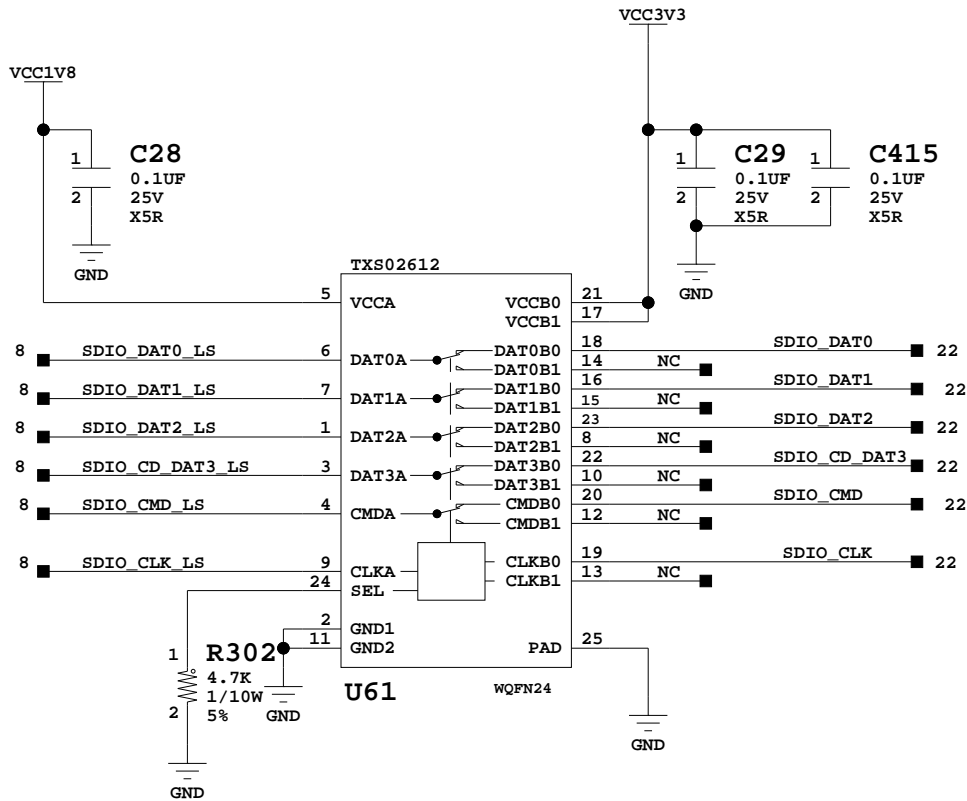 VCC3V3
VCC1V8
1
2
C28
0.1UF
25V
X5R
GND
1
2
C29
0.1UF
25V
X5R
1
2
C415
0.1UF
25V
X5R
GND
TXS02612
5 VCCA
VCCB0 21
VCCB1 17
8 SDIO_DAT0_LS 6 DAT0A
DAT0B0 18 SDIO_DAT0 22
DAT0B1 14 NC
8 SDIO_DAT1_LS 7 DAT1A
DAT1B0 16 SDIO_DAT1 22
DAT1B1 15 NC
8 SDIO_DAT2_LS 1 DAT2A
DAT2B0 23 SDIO_DAT2 22
DAT2B1 8 NC
8 SDIO_CD_DAT3_LS 3 DAT3A
DAT3B0 22 SDIO_CD_DAT3 22
DAT3B1 10 NC
8 SDIO_CMD_LS 4 CMDA
CMDB0 20 SDIO_CMD 22
CMDB1 12 NC
8 SDIO_CLK_LS 9 CLKA
CLKB0 19 SDIO_CLK 22
CLKB1 13 NC
24 SEL
2 GND1
11 GND2
PAD 25
1
2
R302
4.7K
1/10W
5%
GND
U61
WQFN24
GND
GND